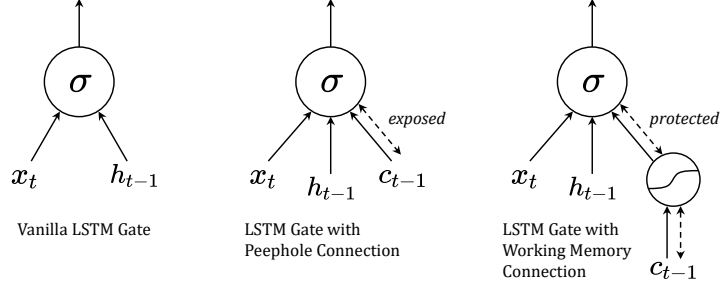 σ
x_t
h_{t−1}
Vanilla LSTM Gate
σ
exposed
x_t
h_{t−1}
c_{t−1}
LSTM Gate with
Peephole Connection
σ
protected
x_t
h_{t−1}
c_{t−1}
LSTM Gate with
Working Memory
Connection